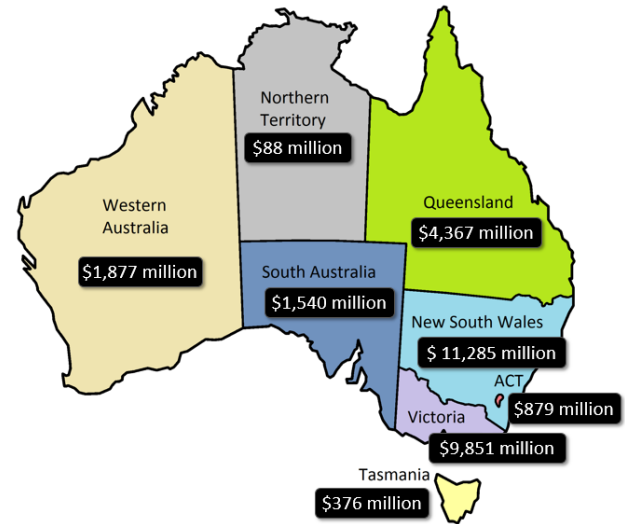 Northern
Territory
$88 million
Western
Australia
$1,877 million
Queensland
$4,367 million
South Australia
$1,540 million
New South Wales
$ 11,285 million
ACT
$879 million
Victoria
$9,851 million
Tasmania
$376 million